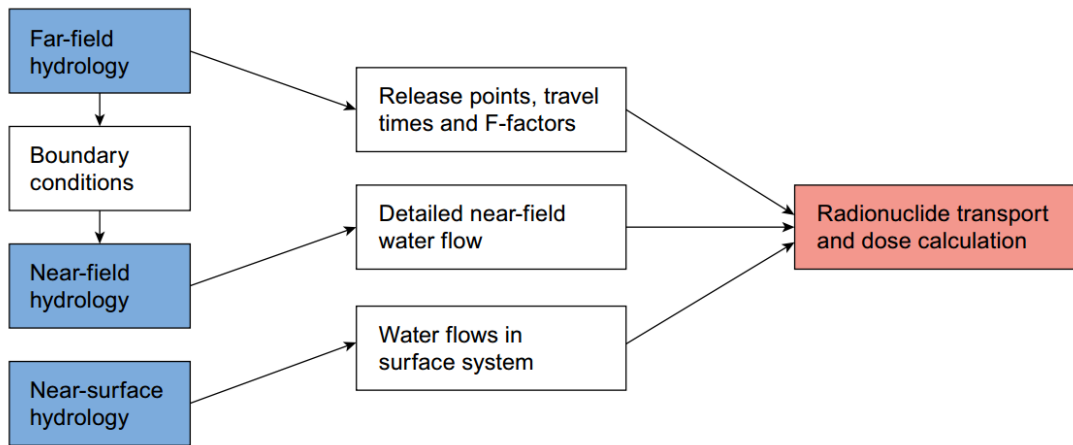 Far-field
hydrology
Boundary
conditions
Near-field
hydrology
Near-surface
hydrology
Release points, travel
times and F-factors
Detailed near-field
water flow
Water flows in
surface system
Radionuclide transport
and dose calculation